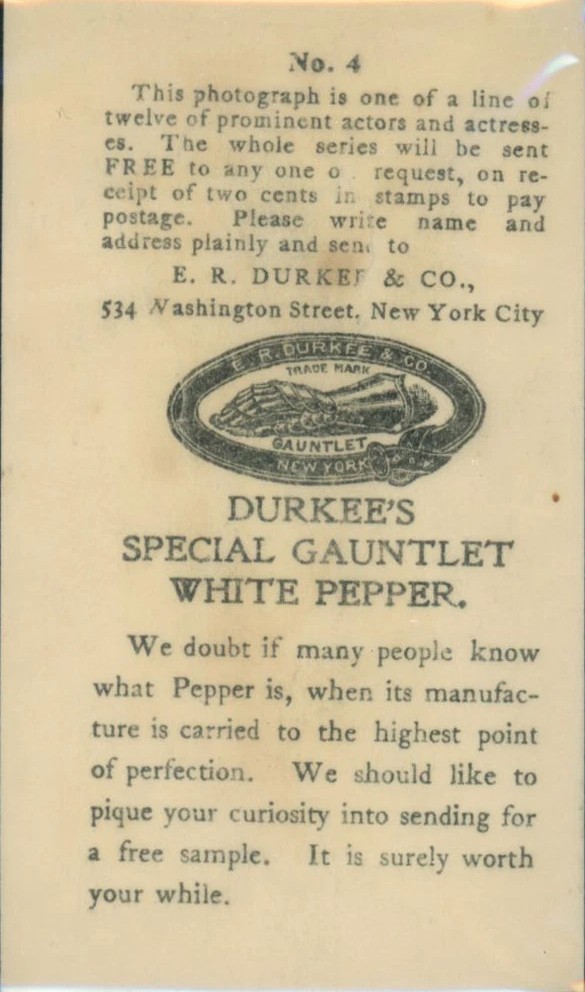 No. 4
This photograph is one of a line of
twelve of prominent actors and actress-
es. The whole series will be sent
FREE to any one o request, on re-
ceipt of two cents in stamps to pay
postage. Please write name and
address plainly and send to
E. R. DURKEE & CO.,
534 Washington Street, New York City
E. R. DURKEE & CO.
TRADE MARK
GAUNTLET
NEW YORK
DURKEE'S
SPECIAL GAUNTLET
WHITE PEPPER.
We doubt if many people know
what Pepper is, when its manufac-
ture is carried to the highest point
of perfection. We should like to
pique your curiosity into sending for
a free sample. It is surely worth
your while.